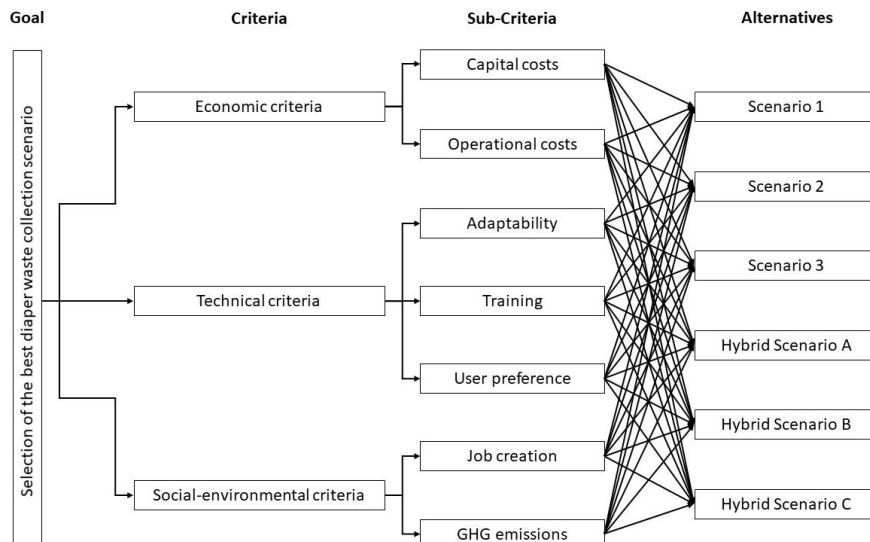 Goal
Criteria
Sub-Criteria
Alternatives
Selection of the best diaper waste collection scenario
Economic criteria
Technical criteria
Social-environmental criteria
Capital costs
Operational costs
Adaptability
Training
User preference
Job creation
GHG emissions
Scenario 1
Scenario 2
Scenario 3
Hybrid Scenario A
Hybrid Scenario B
Hybrid Scenario C